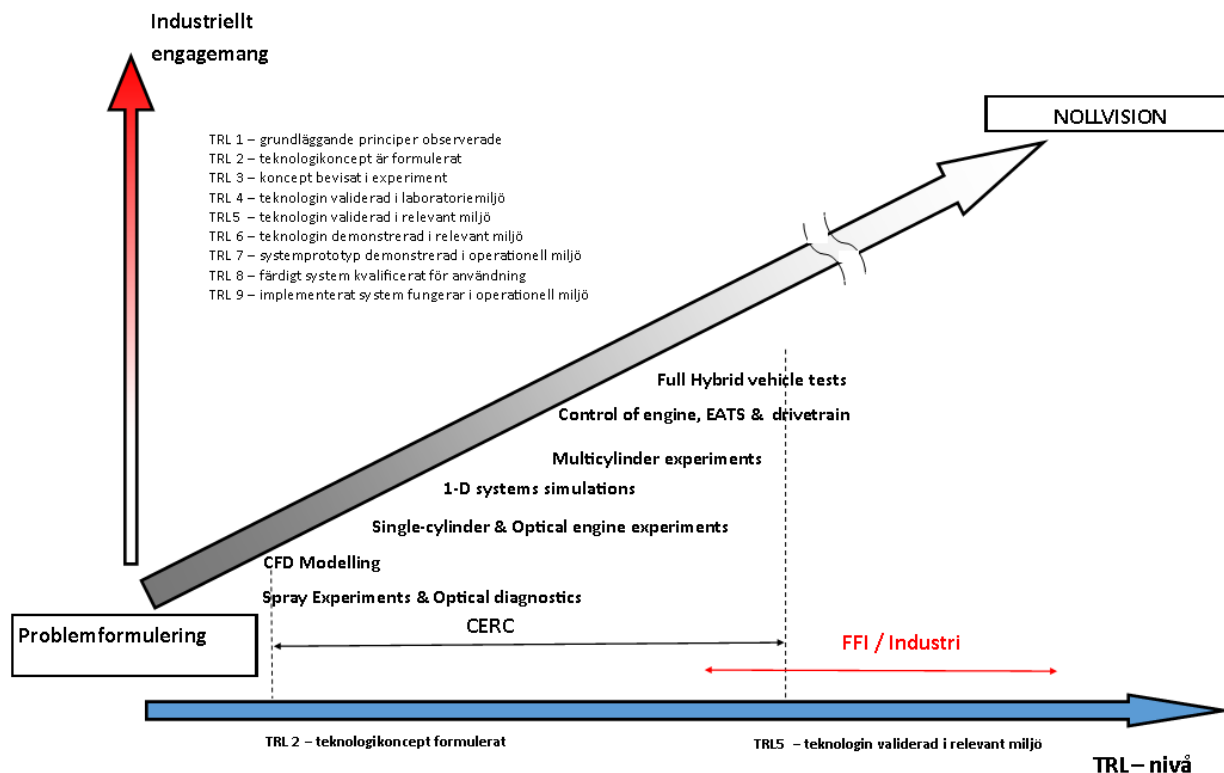 Industriellt
engagemang
NOLLVISION
TRL 1 – grundläggande principer observerade
TRL 2 – teknologikoncept är formulerat
TRL 3 – koncept bevisat i experiment
TRL 4 – teknologin validerad i laboratoriemiljö
TRL5 – teknologin validerad i relevant miljö
TRL 6 – teknologin demonstrerad i relevant miljö
TRL 7 – systemprototyp demonstrerad i operationell miljö
TRL 8 – färdigt system kvalificerat för användning
TRL 9 – implementerat system fungerar i operationell miljö
Full Hybrid vehicle tests
Control of engine, EATS & drivetrain
Multicylinder experiments
1-D systems simulations
Single-cylinder & Optical engine experiments
CFD Modelling
Spray Experiments & Optical diagnostics
Problemformulering
CERC
FFI / Industri
TRL 2 – teknologikoncept formulerat
TRL5 – teknologin validerad i relevant miljö
TRL – nivå